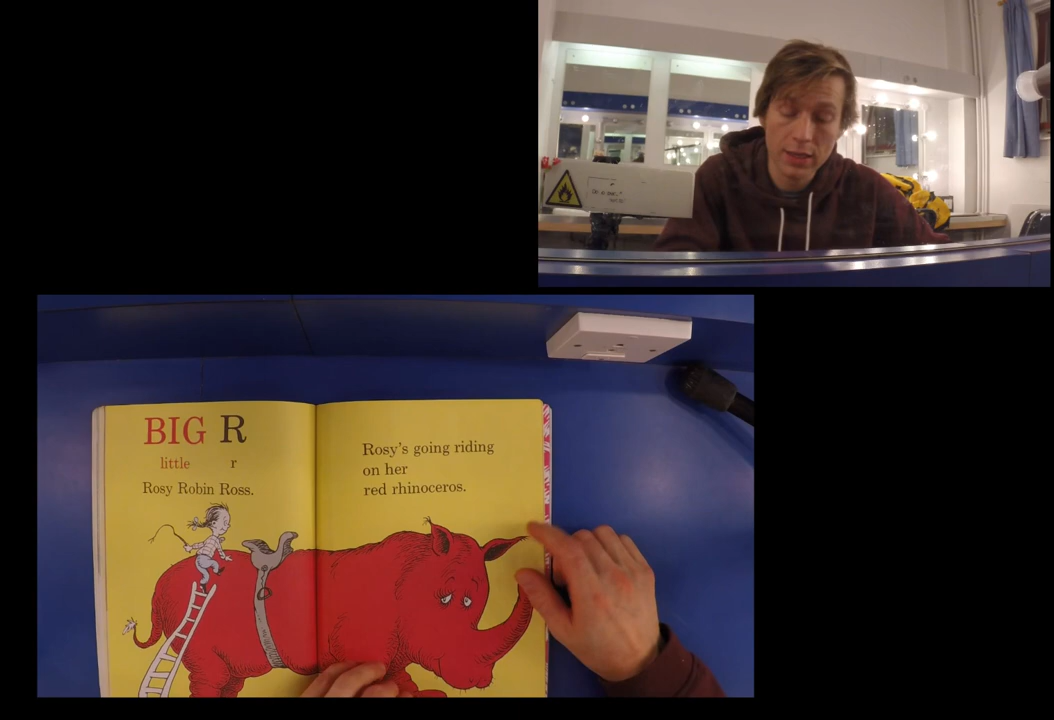 BIG R
little r
Rosy Robin Ross.
Rosy's going riding
on her
red rhinoceros.